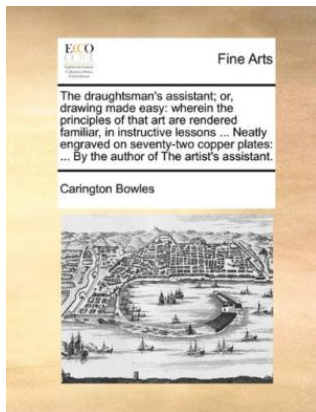 ECCO
Fine Arts
The draughtsman's assistant; or,
drawing made easy: wherein the
principles of that art are rendered
familiar, in instructive lessons ... Neatly
engraved on seventy-two copper plates:
... By the author of The artist's assistant.
Carington Bowles